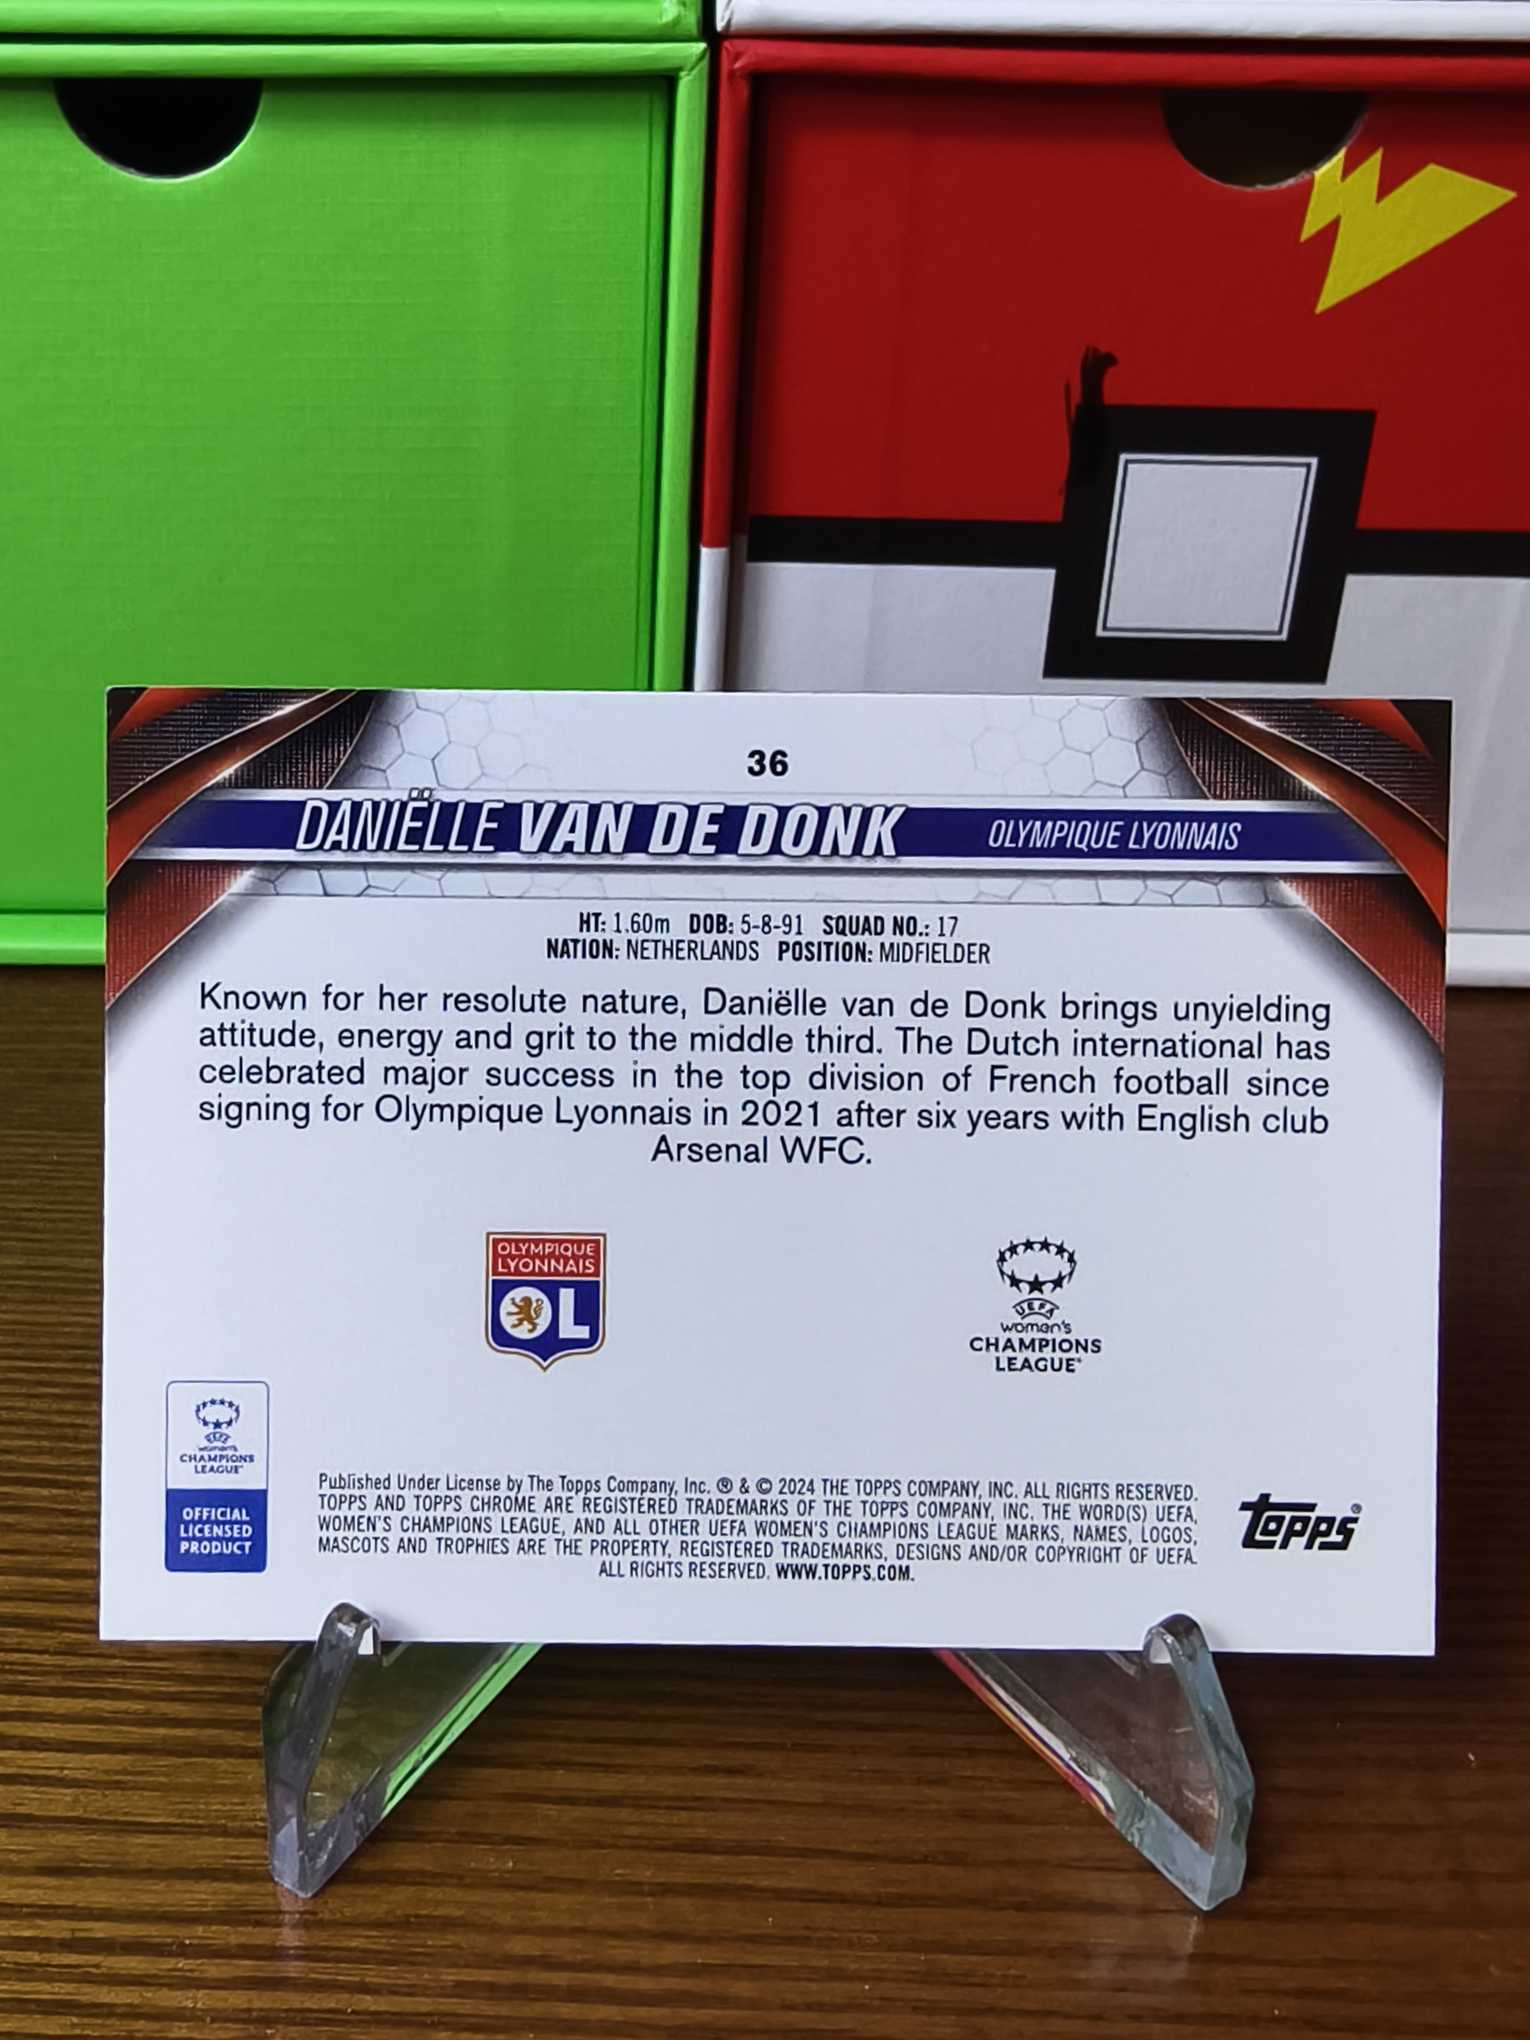 36
DANIËLLE VAN DE DONK OLYMPIQUE LYONNAIS
HT: 1.60m DOB: 5-8-91 SQUAD NO.: 17
NATION: NETHERLANDS POSITION: MIDFIELDER
Known for her resolute nature, Daniëlle van de Donk brings unyielding
attitude, energy and grit to the middle third. The Dutch international has
celebrated major success in the top division of French football since
signing for Olympique Lyonnais in 2021 after six years with English club
Arsenal WFC.
OLYMPIQUE
LYONNAIS
OL
UEFA
women's
CHAMPIONS
LEAGUE
UEFA
women's
CHAMPIONS
LEAGUE
OFFICIAL
LICENSED
PRODUCT
Published Under License by The Topps Company, Inc. ® & © 2024 THE TOPPS COMPANY, INC. ALL RIGHTS RESERVED.
TOPPS AND TOPPS CHROME ARE REGISTERED TRADEMARKS OF THE TOPPS COMPANY, INC. THE WORD(S) UEFA,
WOMEN'S CHAMPIONS LEAGUE, AND ALL OTHER UEFA WOMEN'S CHAMPIONS LEAGUE MARKS, NAMES, LOGOS,
MASCOTS AND TROPHIES ARE THE PROPERTY, REGISTERED TRADEMARKS, DESIGNS AND/OR COPYRIGHT OF UEFA.
ALL RIGHTS RESERVED. WWW.TOPPS.COM.
topps®